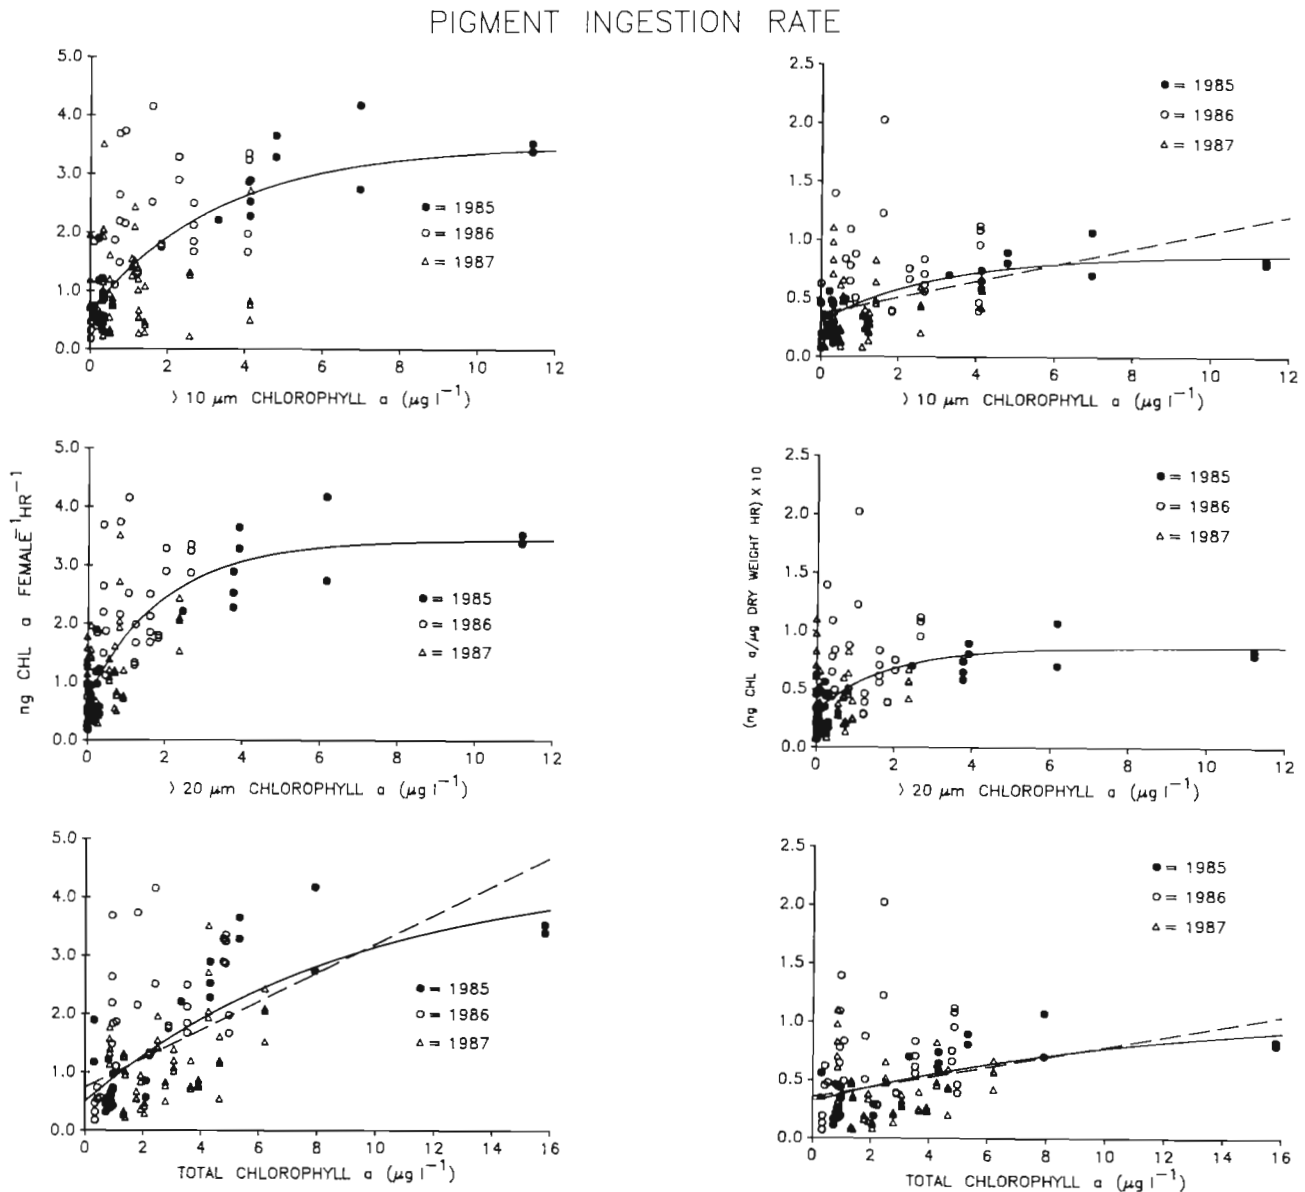 PIGMENT INGESTION RATE
5.0
4.0
3.0
2.0
1.0
0.0
0 2 4 6 8 10 12
● = 1985
○ = 1986
△ = 1987
> 10 µm CHLOROPHYLL a (µg l⁻¹)
2.5
2.0
1.5
1.0
0.5
0.0
0 2 4 6 8 10 12
● = 1985
○ = 1986
△ = 1987
> 10 µm CHLOROPHYLL a (µg l⁻¹)
ng CHL a FEMALE⁻¹HR⁻¹
5.0
4.0
3.0
2.0
1.0
0.0
0 2 4 6 8 10 12
● = 1985
○ = 1986
△ = 1987
> 20 µm CHLOROPHYLL a (µg l⁻¹)
(ng CHL a/µg DRY WEIGHT HR) X 10
2.5
2.0
1.5
1.0
0.5
0.0
0 2 4 6 8 10 12
● = 1985
○ = 1986
△ = 1987
> 20 µm CHLOROPHYLL a (µg l⁻¹)
5.0
4.0
3.0
2.0
1.0
0.0
0 2 4 6 8 10 12 14 16
● = 1985
○ = 1986
△ = 1987
TOTAL CHLOROPHYLL a (µg l⁻¹)
2.5
2.0
1.5
1.0
0.5
0.0
0 2 4 6 8 10 12 14 16
● = 1985
○ = 1986
△ = 1987
TOTAL CHLOROPHYLL a (µg l⁻¹)